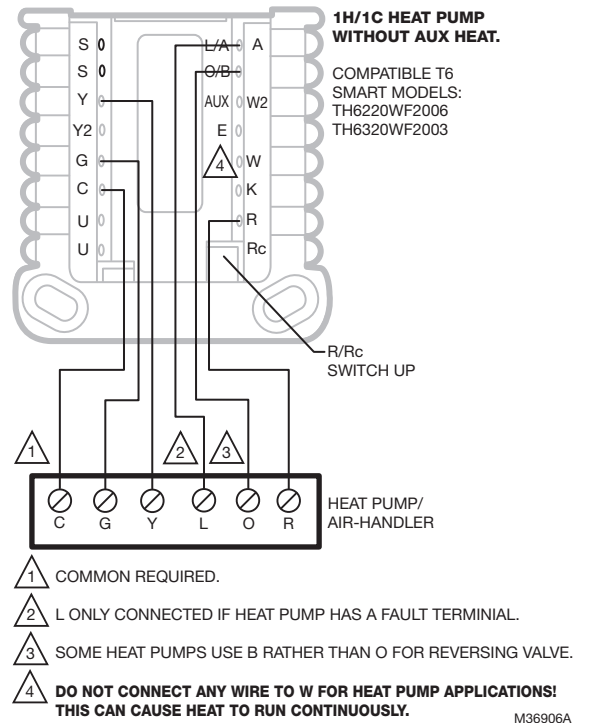 1H/1C HEAT PUMP
WITHOUT AUX HEAT.
COMPATIBLE T6
SMART MODELS:
TH6220WF2006
TH6320WF2003
S L/A A
S O/B
Y AUX W2
Y2 E
G 4 W
C K
U R
U Rc
R/Rc
SWITCH UP
1 2 3
C G Y L O R
HEAT PUMP/
AIR-HANDLER
1 COMMON REQUIRED.
2 L ONLY CONNECTED IF HEAT PUMP HAS A FAULT TERMINIAL.
3 SOME HEAT PUMPS USE B RATHER THAN O FOR REVERSING VALVE.
4 DO NOT CONNECT ANY WIRE TO W FOR HEAT PUMP APPLICATIONS!
THIS CAN CAUSE HEAT TO RUN CONTINUOUSLY.
M36906A